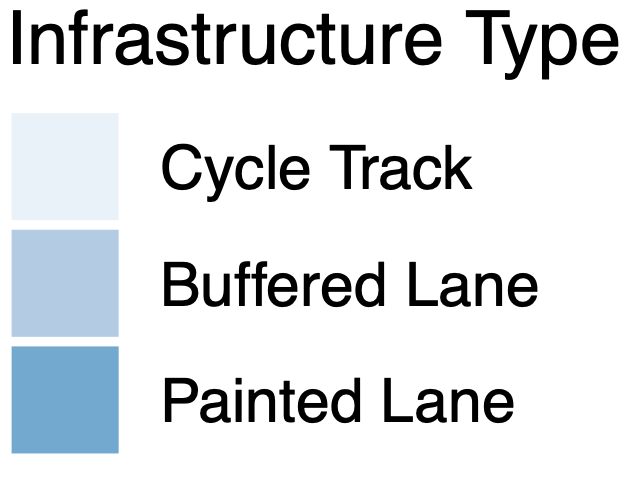 Infrastructure Type
Cycle Track
Buffered Lane
Painted Lane